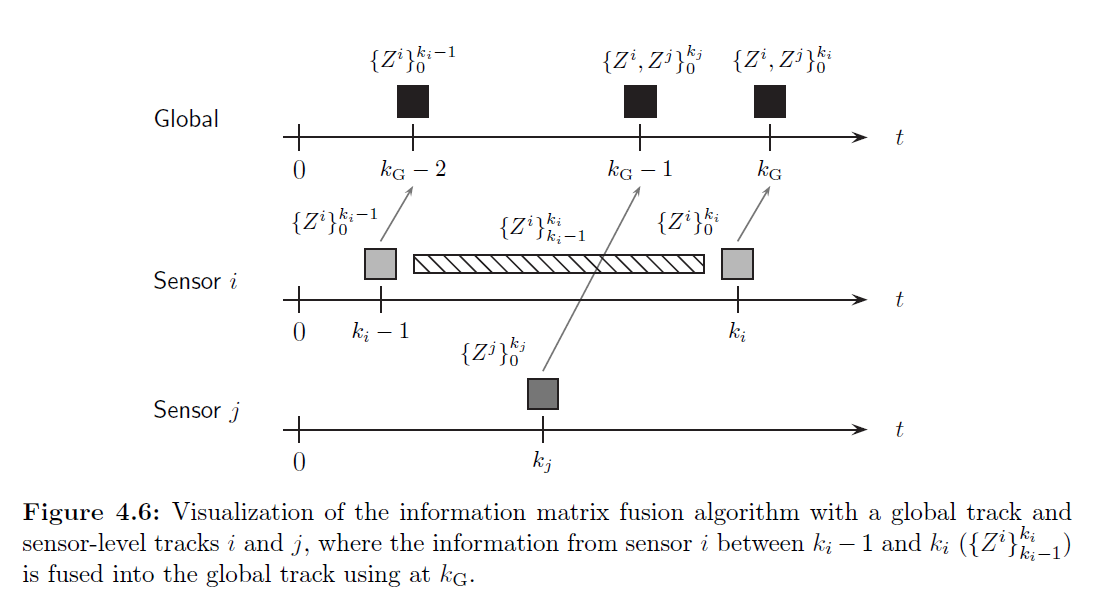 {Z^i}_0^{k_i−1} {Z^i, Z^j}_0^{k_j} {Z^i, Z^j}_0^{k_i}
Global
t
0 k_G − 2 k_G − 1 k_G
{Z^i}_0^{k_i−1} {Z^i}_{k_i−1}^{k_i} {Z^i}_0^{k_i}
Sensor i
t
0 k_i − 1 k_i
{Z^j}_0^{k_j}
Sensor j
t
0 k_j
Figure 4.6: Visualization of the information matrix fusion algorithm with a global track and
sensor-level tracks i and j, where the information from sensor i between k_i − 1 and k_i ({Z^i}_{k_i−1}^{k_i})
is fused into the global track using at k_G.